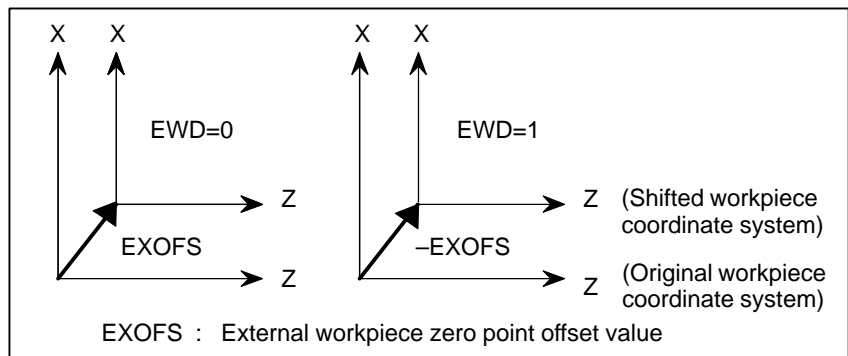 X X X X
EWD=0 EWD=1
Z Z (Shifted workpiece
coordinate system)
EXOFS –EXOFS
Z Z (Original workpiece
coordinate system)
EXOFS : External workpiece zero point offset value